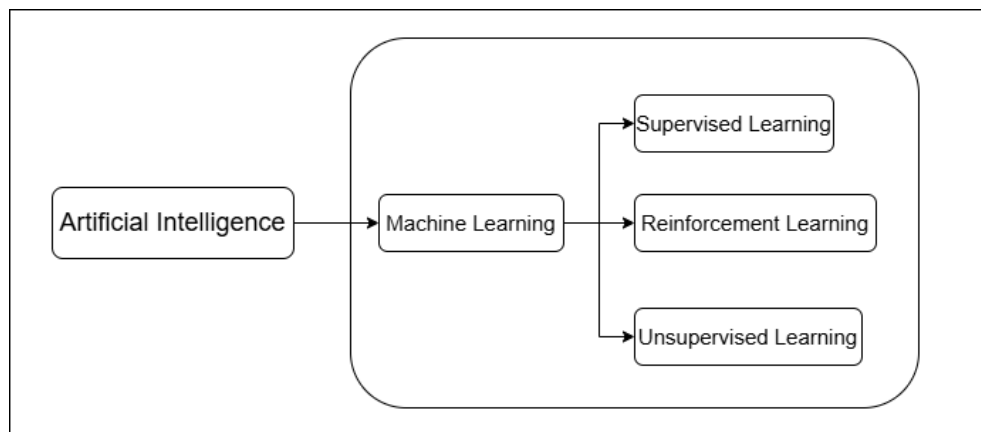 Artificial Intelligence
Machine Learning
Supervised Learning
Reinforcement Learning
Unsupervised Learning